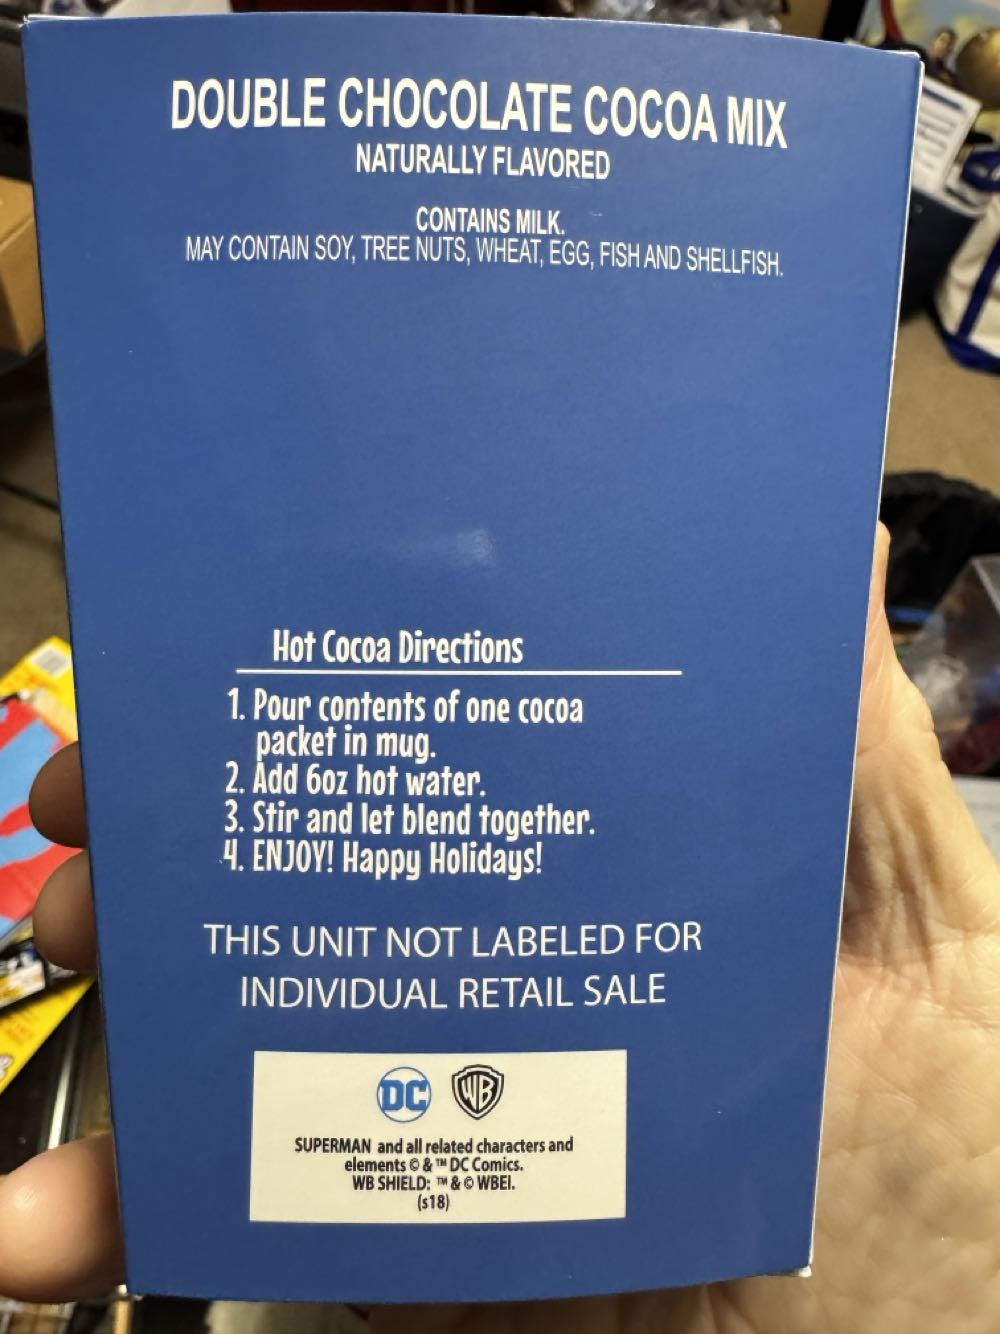 DOUBLE CHOCOLATE COCOA MIX
NATURALLY FLAVORED
CONTAINS MILK.
MAY CONTAIN SOY, TREE NUTS, WHEAT, EGG, FISH AND SHELLFISH.
Hot Cocoa Directions
1. Pour contents of one cocoa
packet in mug.
2. Add 6oz hot water.
3. Stir and let blend together.
4. ENJOY! Happy Holidays!
THIS UNIT NOT LABELED FOR
INDIVIDUAL RETAIL SALE
DC WB
SUPERMAN and all related characters and
elements © & ™ DC Comics.
WB SHIELD: ™ & © WBEI.
(s18)